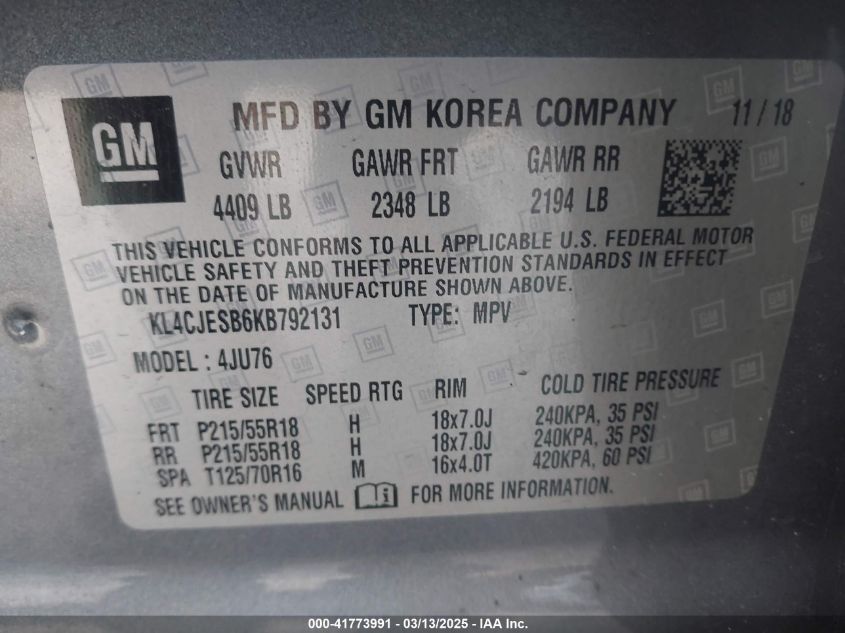 GM MFD BY GM KOREA COMPANY 11/18
GVWR GAWR FRT GAWR RR
4409 LB 2348 LB 2194 LB
THIS VEHICLE CONFORMS TO ALL APPLICABLE U.S. FEDERAL MOTOR
VEHICLE SAFETY AND THEFT PREVENTION STANDARDS IN EFFECT
ON THE DATE OF MANUFACTURE SHOWN ABOVE.
KL4CJESB6KB792131 TYPE: MPV
MODEL : 4JU76
TIRE SIZE SPEED RTG RIM COLD TIRE PRESSURE
FRT P215/55R18 H 18x7.0J 240KPA, 35 PSI
RR P215/55R18 H 18x7.0J 240KPA, 35 PSI
SPA T125/70R16 M 16x4.0T 420KPA, 60 PSI
SEE OWNER'S MANUAL FOR MORE INFORMATION.
000-41773991 — 03/13/2025 — IAA Inc.